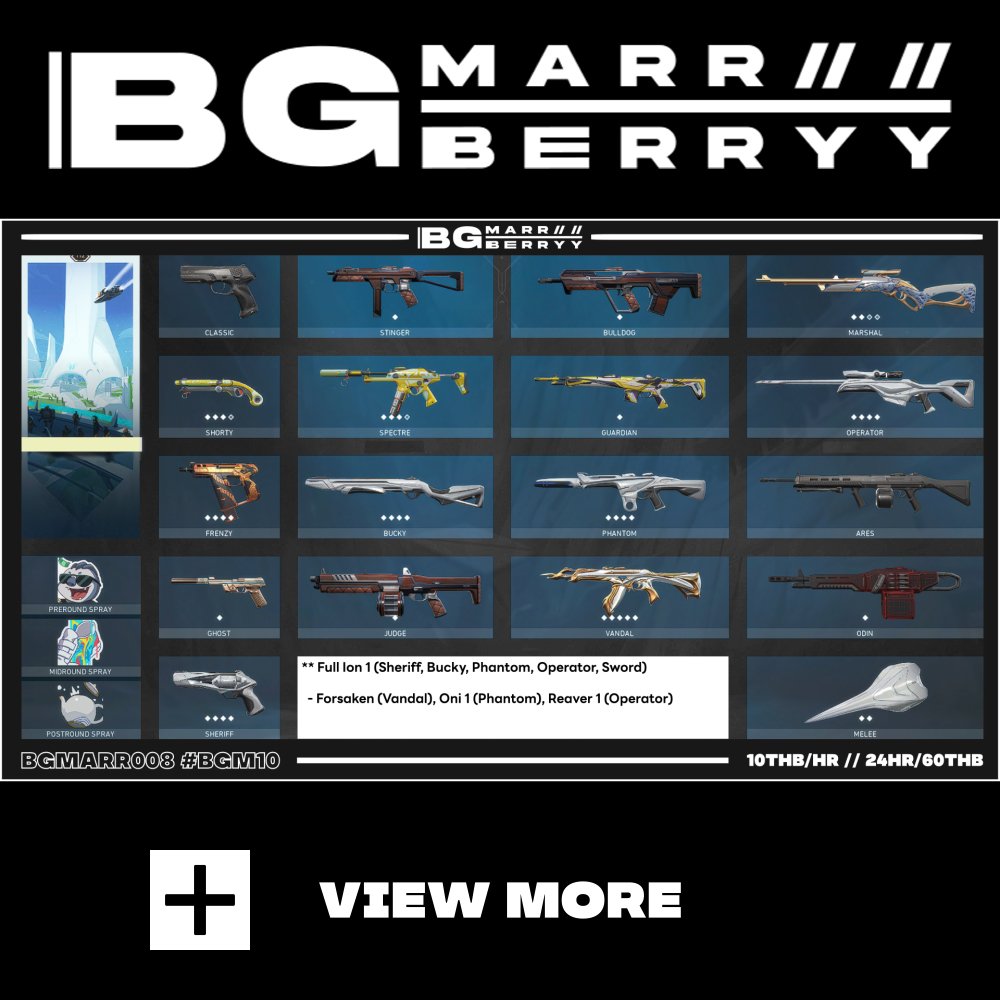 BG MARR// //
BERRYY
BG MARR// //
BERRYY
CLASSIC
STINGER
BULLDOG
MARSHAL
SHORTY
SPECTRE
GUARDIAN
OPERATOR
FRENZY
BUCKY
PHANTOM
ARES
PREROUND SPRAY
GHOST
JUDGE
VANDAL
ODIN
MIDROUND SPRAY
** Full Ion 1 (Sheriff, Bucky, Phantom, Operator, Sword)
- Forsaken (Vandal), Oni 1 (Phantom), Reaver 1 (Operator)
POSTROUND SPRAY
SHERIFF
MELEE
BGMARR008 #BGM10
10THB/HR // 24HR/60THB
VIEW MORE